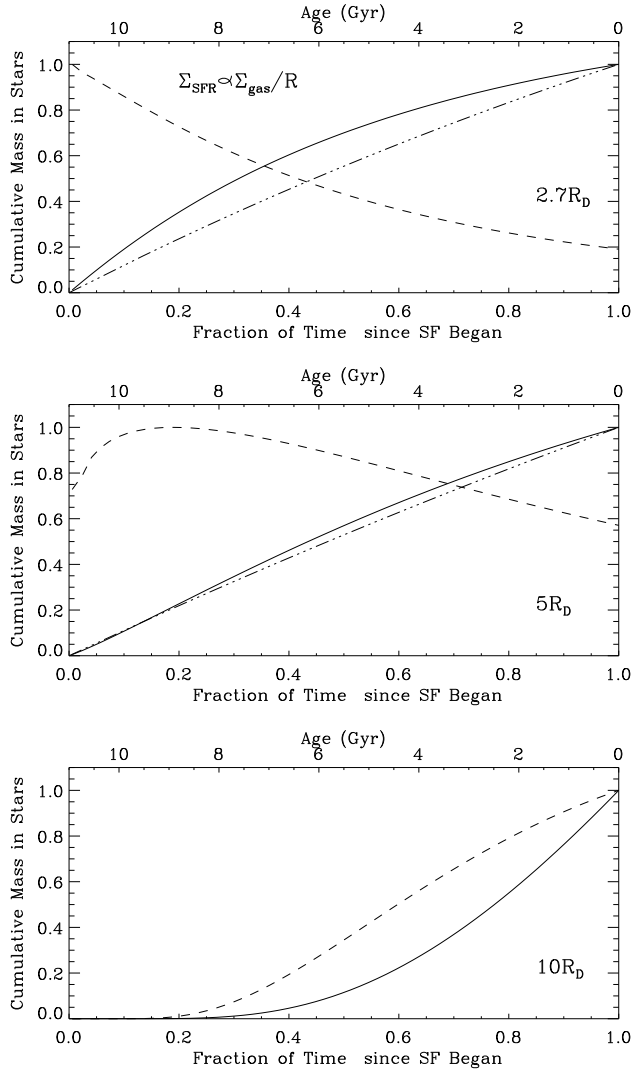 Age (Gyr)
10 8 6 4 2 0
Σ_SFR∝Σ_gas/R
Cumulative Mass in Stars
1.0
0.8
0.6
0.4
0.2
0.0
2.7R_D
0.0 0.2 0.4 0.6 0.8 1.0
Fraction of Time since SF Began
Age (Gyr)
10 8 6 4 2 0
Cumulative Mass in Stars
1.0
0.8
0.6
0.4
0.2
0.0
5R_D
0.0 0.2 0.4 0.6 0.8 1.0
Fraction of Time since SF Began
Age (Gyr)
10 8 6 4 2 0
Cumulative Mass in Stars
1.0
0.8
0.6
0.4
0.2
0.0
10R_D
0.0 0.2 0.4 0.6 0.8 1.0
Fraction of Time since SF Began